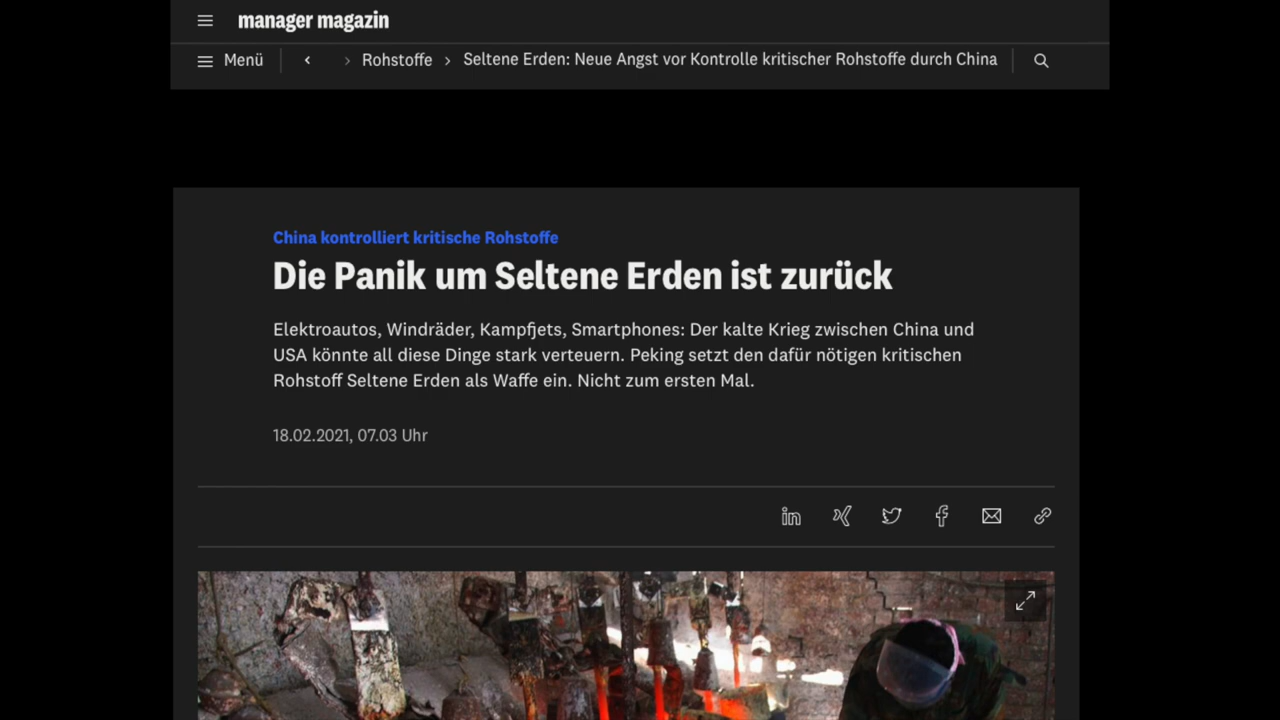 manager magazin
Menü
Rohstoffe
Seltene Erden: Neue Angst vor Kontrolle kritischer Rohstoffe durch China
China kontrolliert kritische Rohstoffe
Die Panik um Seltene Erden ist zurück
Elektroautos, Windräder, Kampfjets, Smartphones: Der kalte Krieg zwischen China und
USA könnte all diese Dinge stark verteuern. Peking setzt den dafür nötigen kritischen
Rohstoff Seltene Erden als Waffe ein. Nicht zum ersten Mal.
18.02.2021, 07.03 Uhr